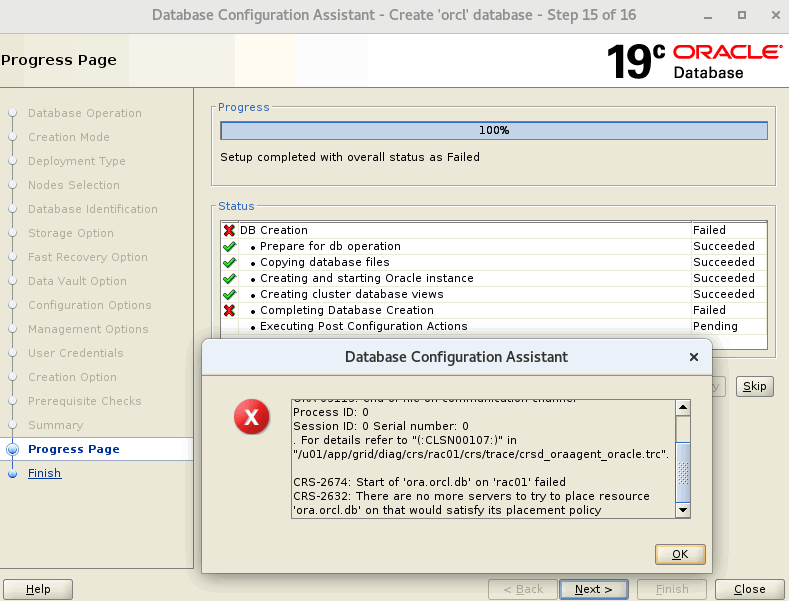 Database Configuration Assistant - Create 'orcl' database - Step 15 of 16
Progress Page
19c ORACLE
Database
Database Operation
Creation Mode
Deployment Type
Nodes Selection
Database Identification
Storage Option
Fast Recovery Option
Data Vault Option
Configuration Options
Management Options
User Credentials
Creation Option
Prerequisite Checks
Summary
Progress Page
Finish
Progress
100%
Setup completed with overall status as Failed
Status
DB Creation Failed
Prepare for db operation Succeeded
Copying database files Succeeded
Creating and starting Oracle instance Succeeded
Creating cluster database views Succeeded
Completing Database Creation Failed
Executing Post Configuration Actions Pending
Skip
Database Configuration Assistant
end of file on communication channel
Process ID: 0
Session ID: 0 Serial number: 0
. For details refer to "(:CLSN00107:)" in
"/u01/app/grid/diag/crs/rac01/crs/trace/crsd_oraagent_oracle.trc".
CRS-2674: Start of 'ora.orcl.db' on 'rac01' failed
CRS-2632: There are no more servers to try to place resource
'ora.orcl.db' on that would satisfy its placement policy
OK
Help
< Back
Next >
Finish
Close